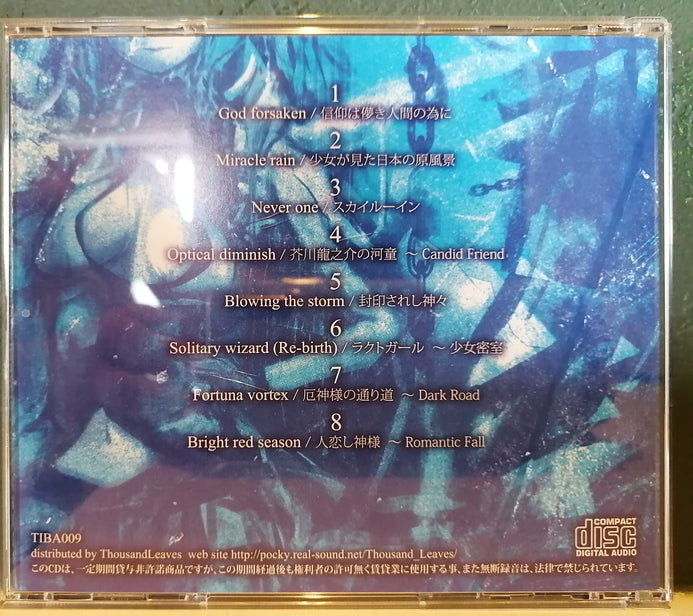 1
God forsaken / 信仰は儚き人間の為に
2
Miracle rain / 少女が見た日本の原風景
3
Never one / スカイルーイン
4
Optical diminish / 芥川龍之介の河童 ～ Candid Friend
5
Blowing the storm / 封印されし神々
6
Solitary wizard (Re-birth) / ラクトガール ～ 少女密室
7
Fortuna vortex / 厄神様の通り道 ～ Dark Road
8
Bright red season / 人恋し神様 ～ Romantic Fall
TIBA009
distributed by ThousandLeaves web site http://pocky.real-sound.net/Thousand_Leaves/
このCDは、一定期間貸与非許諾商品ですが、この期間経過後も権利者の許可無く賃貸業に使用する事、また無断録音は、法律で禁じられています。
COMPACT
disc
DIGITAL AUDIO